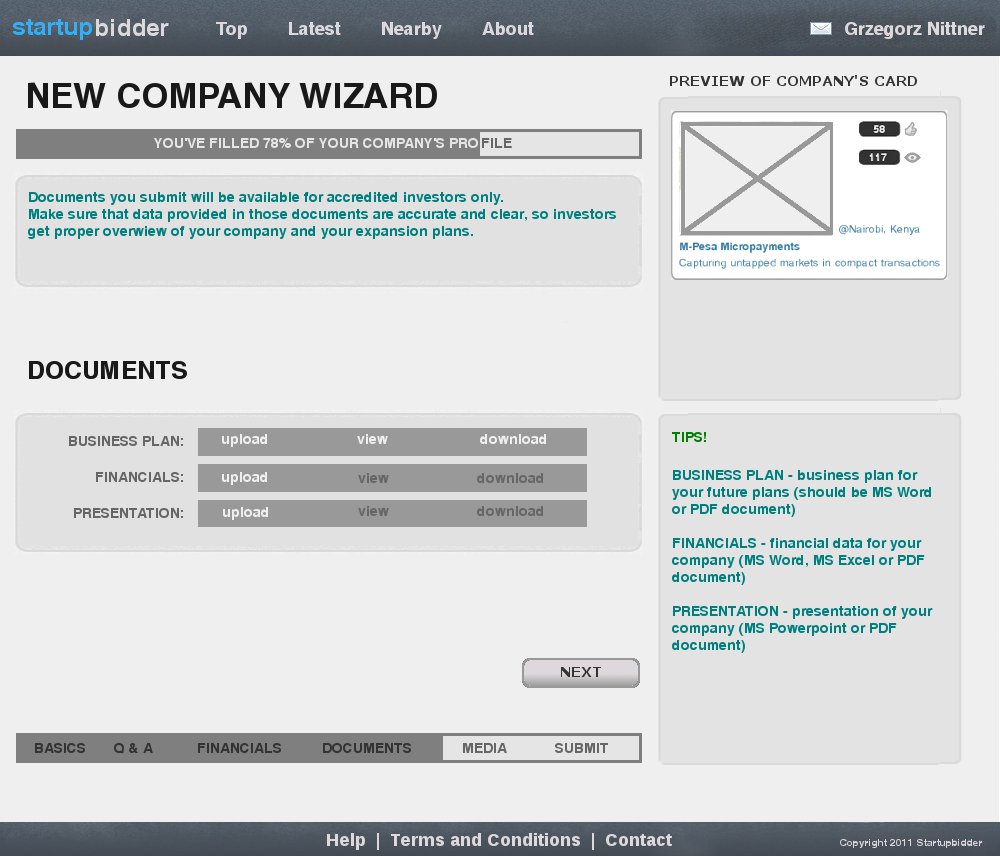 startupbidder Top Latest Nearby About Grzegorz Nittner
NEW COMPANY WIZARD
YOU'VE FILLED 78% OF YOUR COMPANY'S PROFILE
Documents you submit will be available for accredited investors only.
Make sure that data provided in those documents are accurate and clear, so investors
get proper overwiew of your company and your expansion plans.
DOCUMENTS
BUSINESS PLAN: upload view download
FINANCIALS: upload view download
PRESENTATION: upload view download
NEXT
BASICS Q & A FINANCIALS DOCUMENTS MEDIA SUBMIT
PREVIEW OF COMPANY'S CARD
58
117
@Nairobi, Kenya
M-Pesa Micropayments
Capturing untapped markets in compact transactions
TIPS!
BUSINESS PLAN - business plan for
your future plans (should be MS Word
or PDF document)
FINANCIALS - financial data for your
company (MS Word, MS Excel or PDF
document)
PRESENTATION - presentation of your
company (MS Powerpoint or PDF
document)
Help | Terms and Conditions | Contact
Copyright 2011 Startupbidder